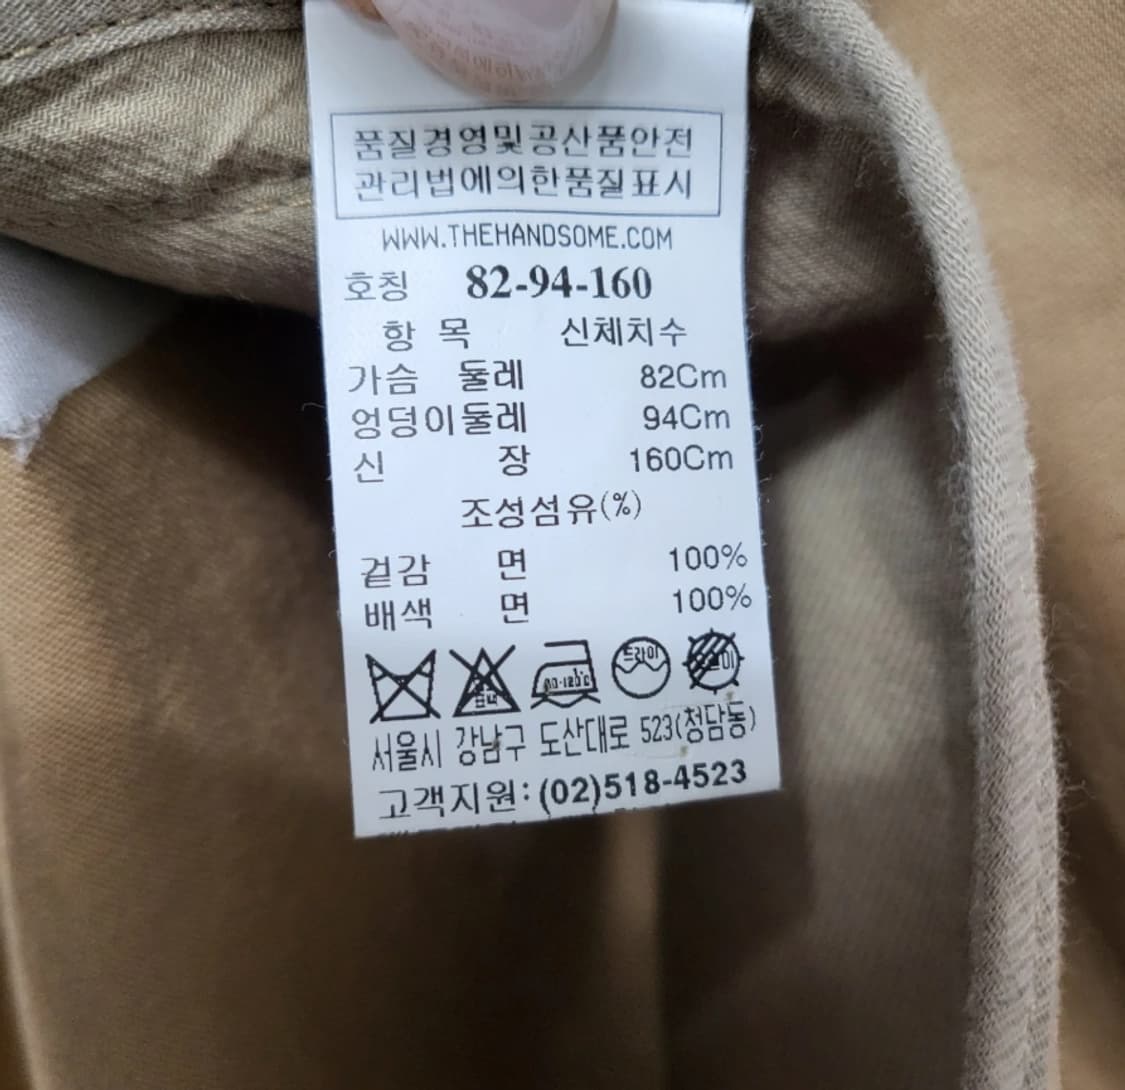 품질경영및공산품안전
관리법에의한품질표시
WWW.THEHANDSOME.COM
호칭 82-94-160
항 목 신체치수
가슴 둘레 82Cm
엉덩이둘레 94Cm
신 장 160Cm
조성섬유(%)
겉감 면 100%
배색 면 100%
드라이
서울시 강남구 도산대로 523(청담동)
고객지원:(02)518-4523